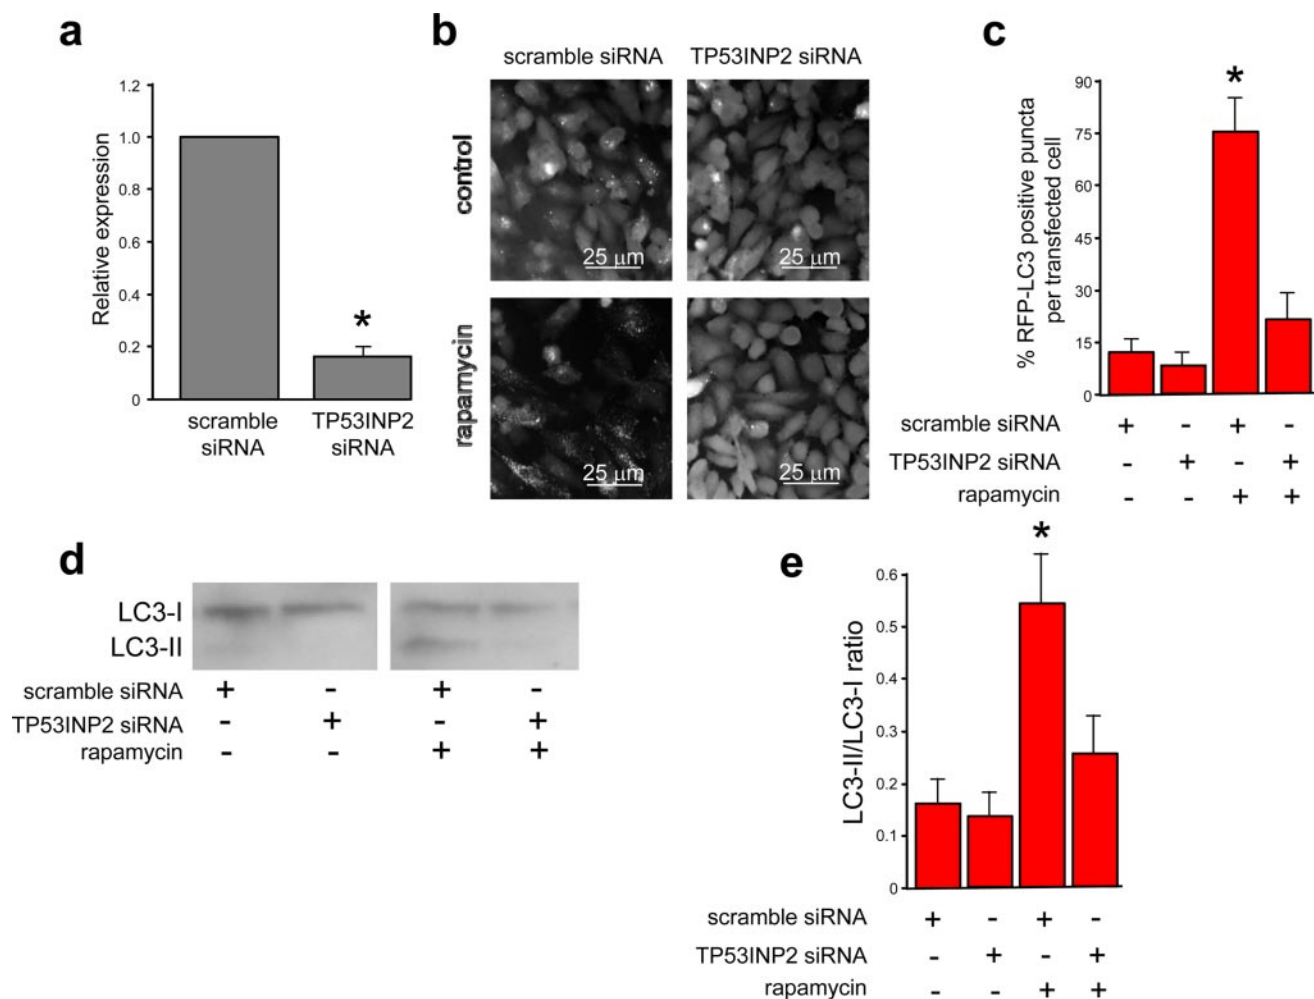 a
1.2
1.0
0.8
1.0
0.6
0.4
0.2
0
Relative expression
*
scramble
siRNA
TP53INP2
siRNA
b
scramble siRNA
TP53INP2 siRNA
control
25 µm
25 µm
rapamycin
25 µm
25 µm
c
90
75
90
45
30
15
0
% RFP-LC3 positive puncta
per transfected cell
*
scramble siRNA + - + -
TP53INP2 siRNA - + - +
rapamycin - - + +
d
LC3-I
LC3-II
scramble siRNA + - + -
TP53INP2 siRNA - + - +
rapamycin - - + +
e
0.6
0.5
0.4
0.3
0.2
0.1
0
LC3-II/LC3-I ratio
*
scramble siRNA + - + -
TP53INP2 siRNA - + - +
rapamycin - - + +